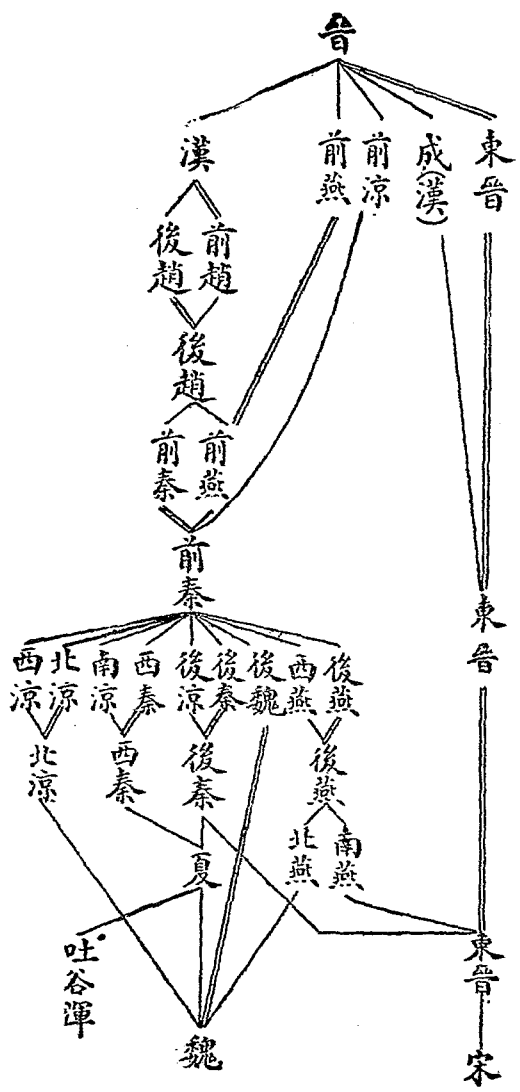 晉
漢
前燕
前涼
成(漢)
東晉
後趙
前趙
後趙
前秦
前燕
前秦
東晉
西涼
北涼
南涼
西秦
後涼
後秦
後魏
西燕
後燕
北涼
西秦
後秦
後燕
夏
北燕
南燕
吐谷渾
東晉
魏
宋